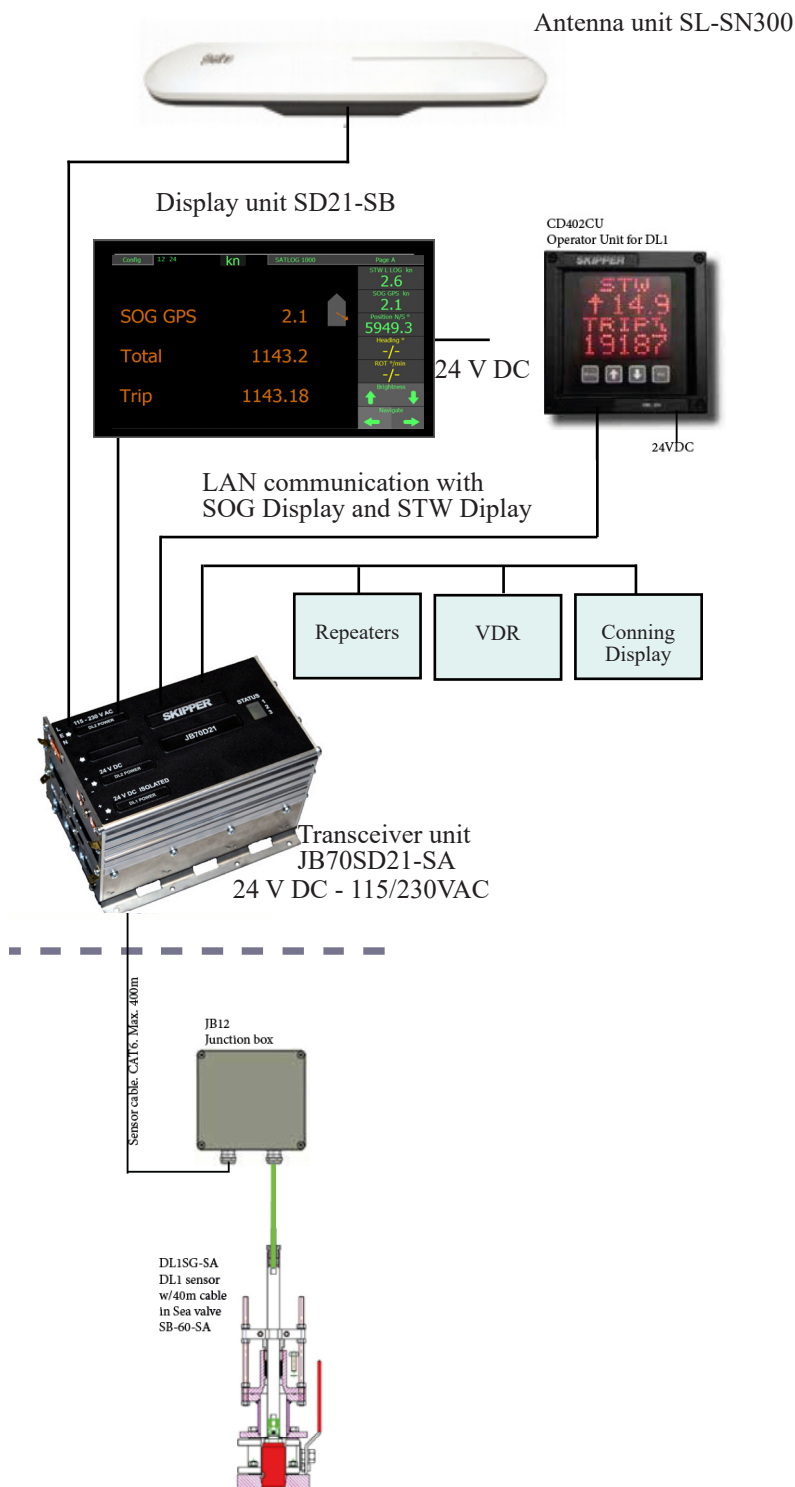 Antenna unit SL-SN300
Display unit SD21-SB
CD402CU
Operator Unit for DL1
Config
12 24
kn
SATLOG 1000
Page A
STW L LOG kn
2.6
SOG GPS kn
2.1
Position N/S °
5949.3
Heading °
-/-
ROT °/min
-/-
Brightness
Navigate
SOG GPS 2.1
Total 1143.2
Trip 1143.18
24 V DC
SKIPPER
STW
↑14.9
TRIP%
19187
24VDC
LAN communication with
SOG Display and STW Diplay
Repeaters
VDR
Conning
Display
L
E
N
115 - 230 V AC
DL2 POWER
SKIPPER
STATUS
1
2
3
JB70D21
+
24 V DC
-
DL2 POWER
+
24 V DC ISOLATED
-
DL1 POWER
Transceiver unit
JB70SD21-SA
24 V DC - 115/230VAC
Sensor cable. CAT6. Max. 400m
JB12
Junction box
DL1SG-SA
DL1 sensor
w/40m cable
in Sea valve
SB-60-SA